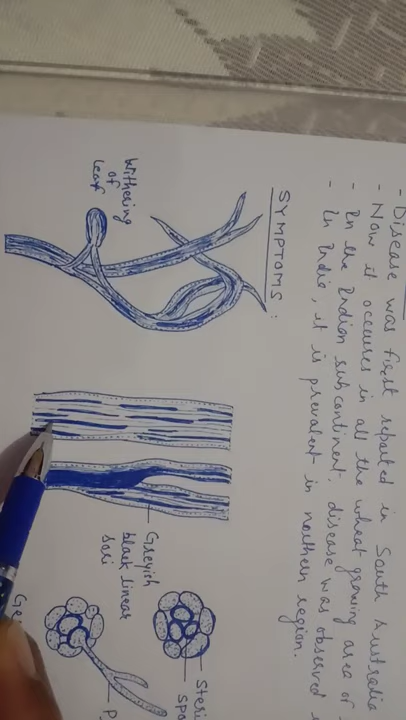 - Disease was first reported in South Australia
- Now it occures in all the wheat growing area of
- In the Indian subcontinent, disease was observed
- In India, it is prevalent in northern region.
SYMPTOMS :
Withering
of
leaf
Greyish
black linear
sori